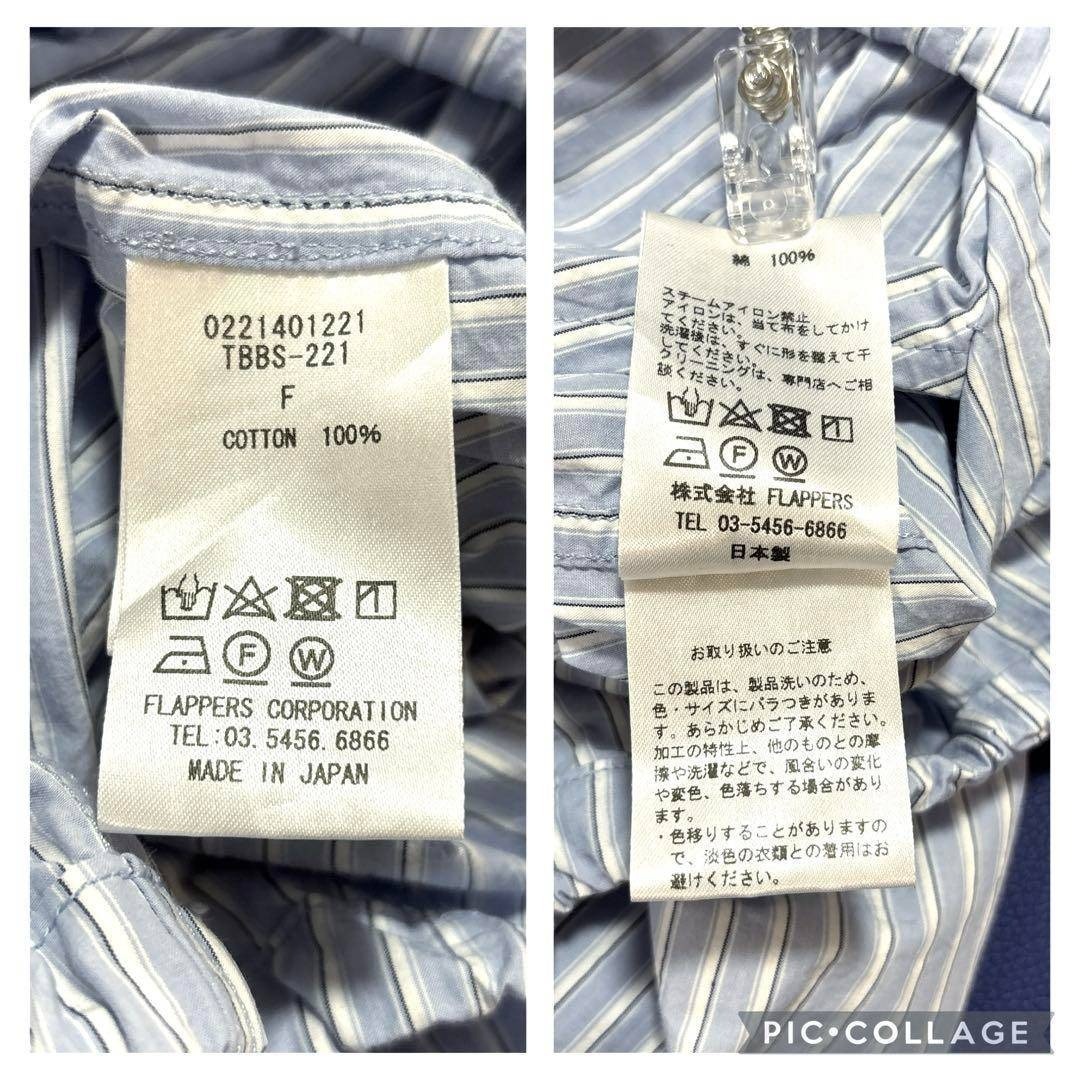 0221401221
TBBS-221
F
COTTON 100%
F W
FLAPPERS CORPORATION
TEL:03.5456.6866
MADE IN JAPAN
綿 100%
スチームアイロン禁止
アイロンは、当て布をしてかけ
てください。
洗濯後は、すぐに形を整えて干
してください。
クリーニングは、専門店へご相
談ください。
F W
株式会社 FLAPPERS
TEL 03-5456-6866
日本製
お取り扱いのご注意
この製品は、製品洗いのため、
色・サイズにバラつきがありま
す。あらかじめご了承ください。
加工の特性上、他のものとの摩
擦や洗濯などで、風合いの変化
や変色、色落ちする場合があり
ます。
・色移りすることがありますの
で、淡色の衣類との着用はお
避けください。
PIC•COLLAGE